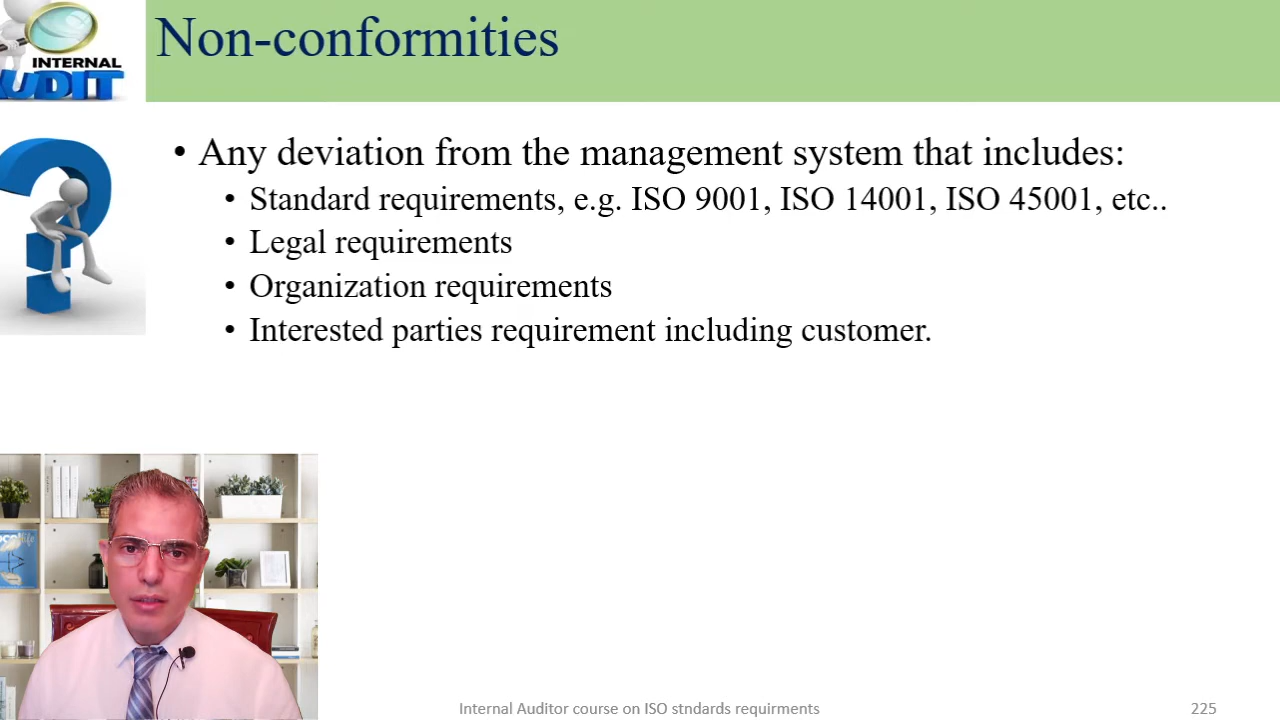 INTERNAL
AUDIT
Non-conformities
• Any deviation from the management system that includes:
• Standard requirements, e.g. ISO 9001, ISO 14001, ISO 45001, etc..
• Legal requirements
• Organization requirements
• Interested parties requirement including customer.
Internal Auditor course on ISO stndards requirments
225